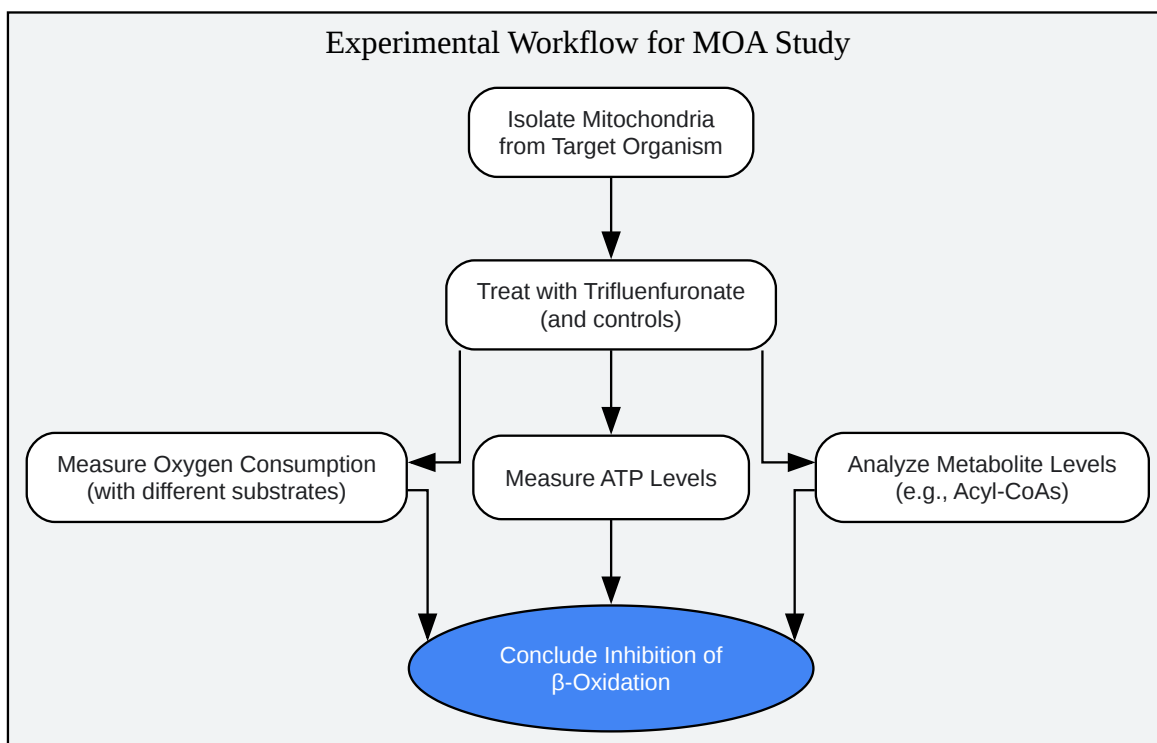 Experimental Workflow for MOA Study
Isolate Mitochondria
from Target Organism
Treat with Trifluenfuronate
(and controls)
Measure Oxygen Consumption
(with different substrates)
Measure ATP Levels
Analyze Metabolite Levels
(e.g., Acyl-CoAs)
Conclude Inhibition of
β-Oxidation